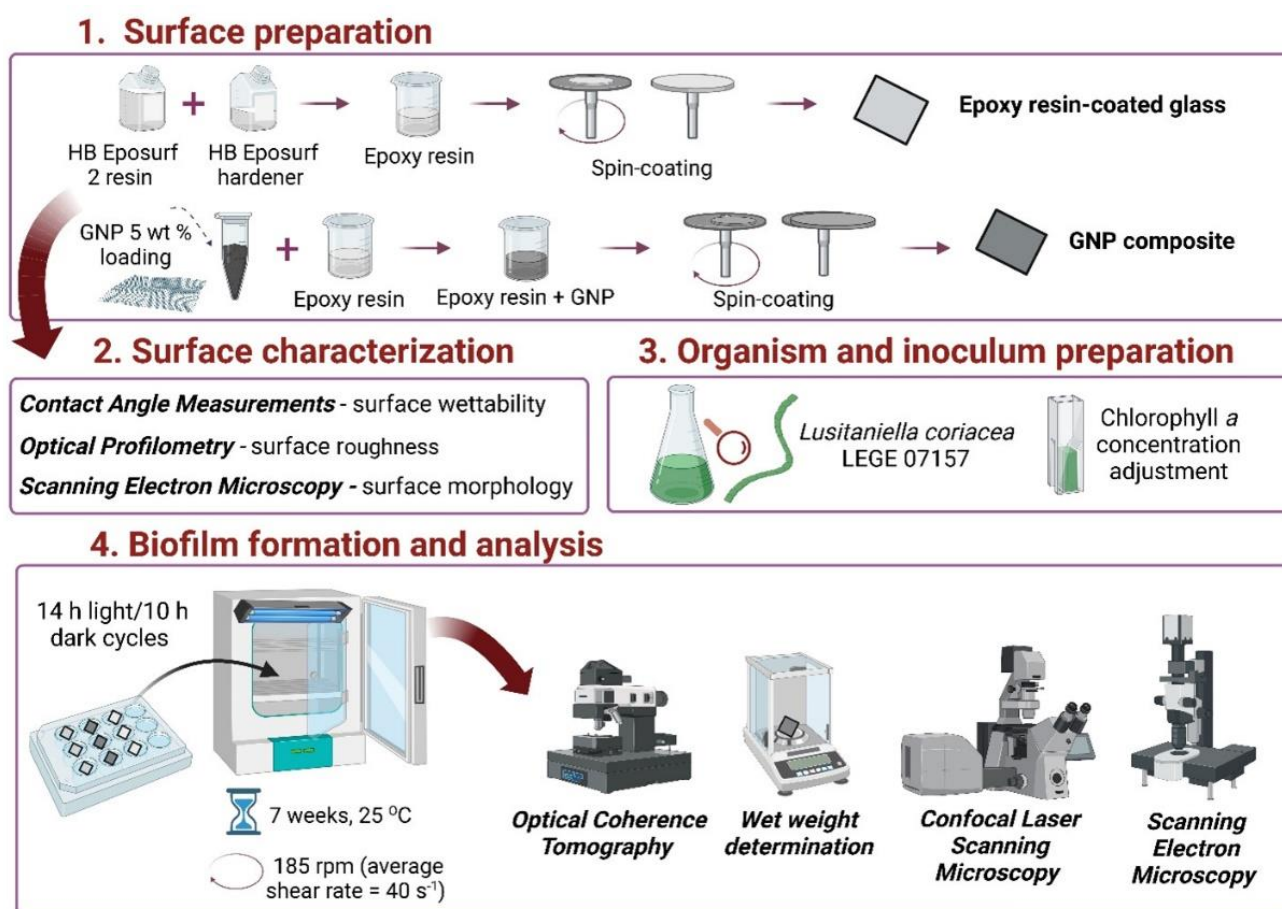 1. Surface preparation
HB Eposurf
2 resin
HB Eposurf
hardener
Epoxy resin
Spin-coating
Epoxy resin-coated glass
GNP 5 wt %
loading
Epoxy resin
Epoxy resin + GNP
Spin-coating
GNP composite
2. Surface characterization
Contact Angle Measurements - surface wettability
Optical Profilometry - surface roughness
Scanning Electron Microscopy - surface morphology
3. Organism and inoculum preparation
Lusitaniella coriacea
LEGE 07157
Chlorophyll a
concentration
adjustment
4. Biofilm formation and analysis
14 h light/10 h
dark cycles
7 weeks, 25 ⁰C
185 rpm (average
shear rate = 40 s⁻¹)
Optical Coherence
Tomography
Wet weight
determination
Confocal Laser
Scanning
Microscopy
Scanning
Electron
Microscopy